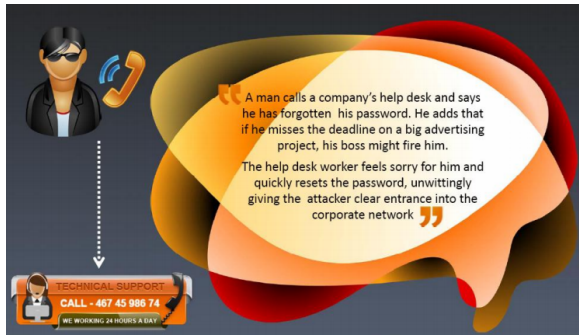 ❝ A man calls a company's help desk and says
he has forgotten his password. He adds that
if he misses the deadline on a big advertising
project, his boss might fire him.
The help desk worker feels sorry for him and
quickly resets the password, unwittingly
giving the attacker clear entrance into the
corporate network ❞
TECHNICAL SUPPORT
CALL - 467 45 986 74
WE WORKING 24 HOURS A DAY